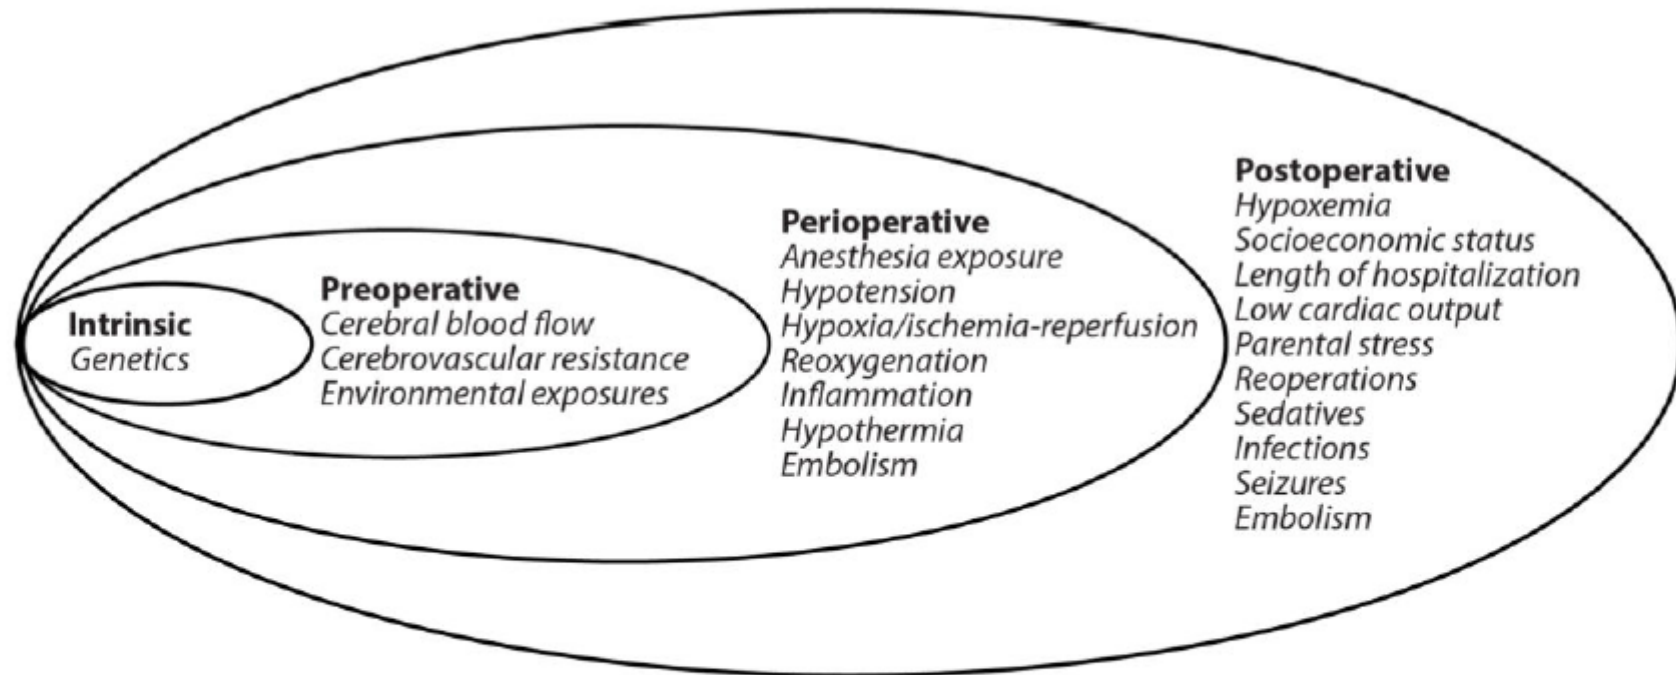 Intrinsic
Genetics
Preoperative
Cerebral blood flow
Cerebrovascular resistance
Environmental exposures
Perioperative
Anesthesia exposure
Hypotension
Hypoxia/ischemia-reperfusion
Reoxygenation
Inflammation
Hypothermia
Embolism
Postoperative
Hypoxemia
Socioeconomic status
Length of hospitalization
Low cardiac output
Parental stress
Reoperations
Sedatives
Infections
Seizures
Embolism